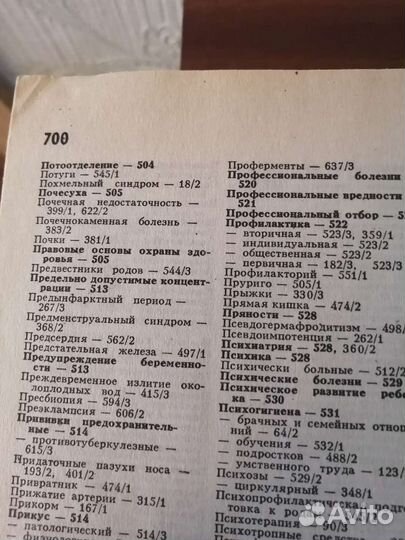 700
Потоотделение — 504
Потуги — 545/1
Похмельный синдром — 18/2
Почесуха — 505
Почечная недостаточность —
399/1, 622/2
Почечнокаменная болезнь —
383/2
Почки — 381/1
Правовые основы охраны здо-
ровья — 505
Предвестники родов — 544/3
Предельно допустимые концент-
рации — 513
Предынфарктный период —
267/3
Предменструальный синдром —
368/2
Предсердия — 562/2
Предстательная железа — 497/1
Предупреждение беременно-
сти — 513
Преждевременное излитие око-
лоплодных вод — 415/3
Пресбиопия — 594/3
Преэклампсия — 606/2
Прививки предохранитель-
ные — 514
— противотуберкулезные —
615/3
Придаточные пазухи носа —
193/2, 401/2
Привратник — 474/1
Прижатие артерии — 315/1
Прикорм — 167/1
Прикус — 514
— патологический — 514/3
Проферменты — 637/3
Профессиональные болезни
520
Профессиональные вредности
521
Профессиональный отбор —
Профилактика — 522
— вторичная — 523/3, 359/1
— индивидуальная — 523/2
— общественная — 523/2
— первичная — 182/3, 523/3
Профилакторий — 551/1
Пруриго — 505/1
Прыжки — 330/3
Прямая кишка — 474/2
Пряности — 528
Псевдогермафродитизм — 498/
Псевдоимпотенция — 262/1
Психиатрия — 528, 360/2
Психика — 528
Психически больные — 512/2
Психические болезни — 529
Психическое развитие ребе
ка — 530
Психогигиена — 531
— брачных и семейных отнош
ний — 64/2
— обучения — 532/1
— подростков — 488/2
— умственного труда — 123/
Психозы — 529/2
— циркулярный — 348/1
Психопрофилактическая подго
товка к ро
Психотерапия — 90/3
Психотропные средства
Avito